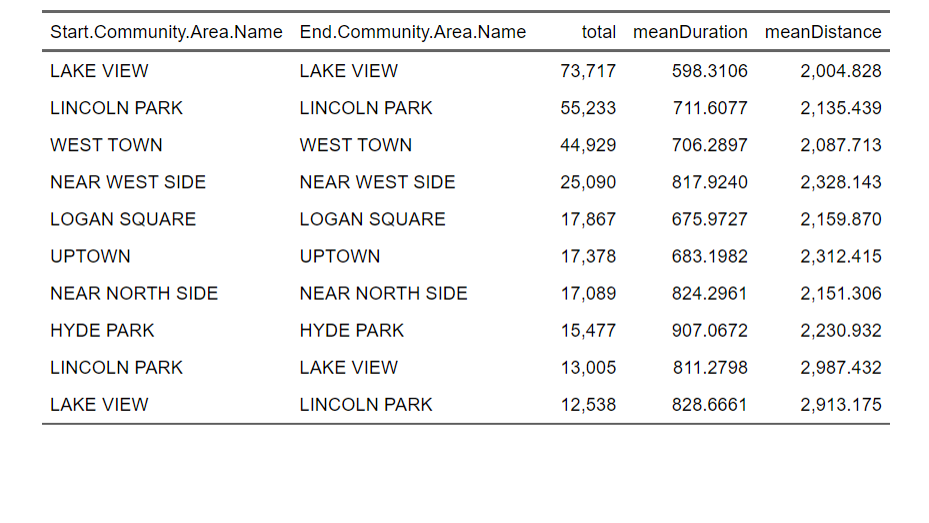 Start.Community.Area.Name End.Community.Area.Name total meanDuration meanDistance
LAKE VIEW LAKE VIEW 73,717 598.3106 2,004.828
LINCOLN PARK LINCOLN PARK 55,233 711.6077 2,135.439
WEST TOWN WEST TOWN 44,929 706.2897 2,087.713
NEAR WEST SIDE NEAR WEST SIDE 25,090 817.9240 2,328.143
LOGAN SQUARE LOGAN SQUARE 17,867 675.9727 2,159.870
UPTOWN UPTOWN 17,378 683.1982 2,312.415
NEAR NORTH SIDE NEAR NORTH SIDE 17,089 824.2961 2,151.306
HYDE PARK HYDE PARK 15,477 907.0672 2,230.932
LINCOLN PARK LAKE VIEW 13,005 811.2798 2,987.432
LAKE VIEW LINCOLN PARK 12,538 828.6661 2,913.175